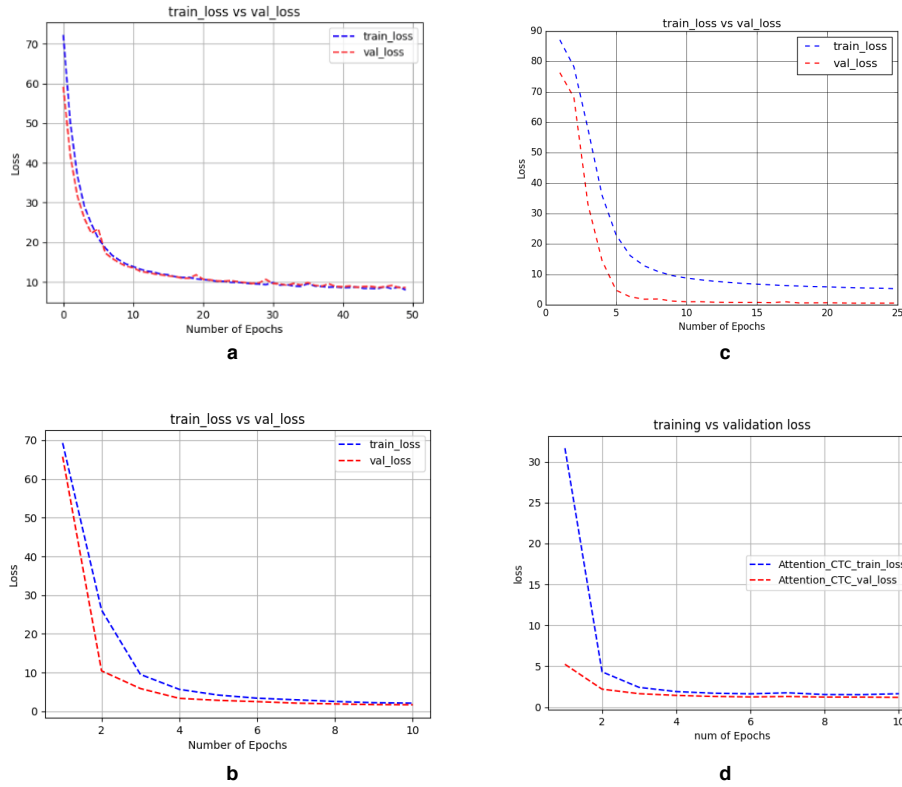 train_loss vs val_loss
train_loss
val_loss
70
60
50
40
30
20
10
Loss
0 10 20 30 40 50
Number of Epochs
a
train_loss vs val_loss
train_loss
val_loss
90
80
70
60
50
40
30
20
10
0
Loss
0 5 10 15 20 25
Number of Epochs
c
train_loss vs val_loss
train_loss
val_loss
70
60
50
40
30
20
10
0
Loss
2 4 6 8 10
Number of Epochs
b
training vs validation loss
Attention_CTC_train_loss
Attention_CTC_val_loss
30
25
20
15
10
5
0
loss
2 4 6 8 10
num of Epochs
d